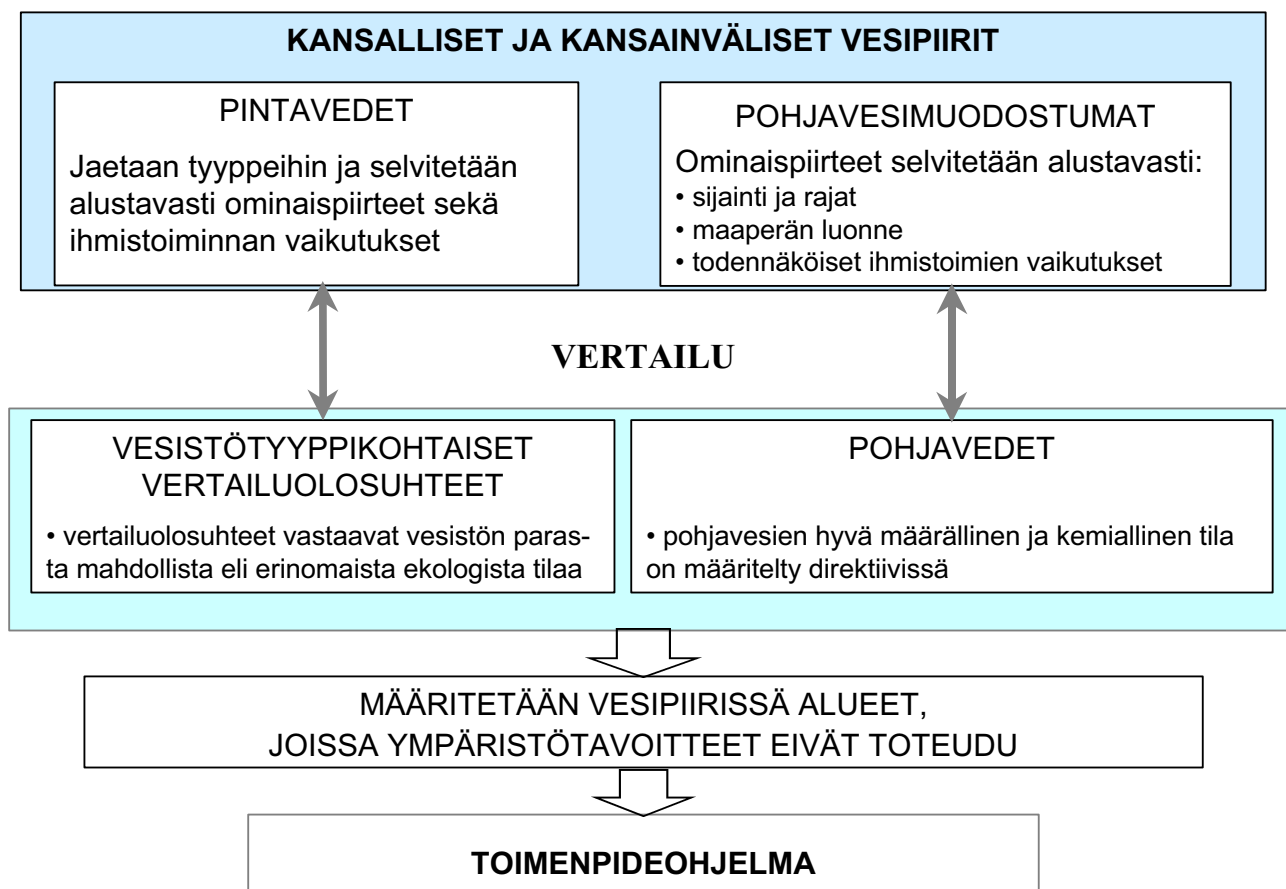 KANSALLISET JA KANSAINVÄLISET VESIPIIRIT
PINTAVEDET
Jaetaan tyyppeihin ja selvitetään
alustavasti ominaispiirteet sekä
ihmistoiminnan vaikutukset
POHJAVESIMUODOSTUMAT
Ominaispiirteet selvitetään alustavasti:
• sijainti ja rajat
• maaperän luonne
• todennäköiset ihmistoimien vaikutukset
VERTAILU
VESISTÖTYYPPIKOHTAISET
VERTAILUOLOSUHTEET
• vertailuolosuhteet vastaavat vesistön paras-
ta mahdollista eli erinomaista ekologista tilaa
POHJAVEDET
• pohjavesien hyvä määrällinen ja kemiallinen tila
on määritelty direktiivissä
MÄÄRITETÄÄN VESIPIIRISSÄ ALUEET,
JOISSA YMPÄRISTÖTAVOITTEET EIVÄT TOTEUDU
TOIMENPIDEOHJELMA